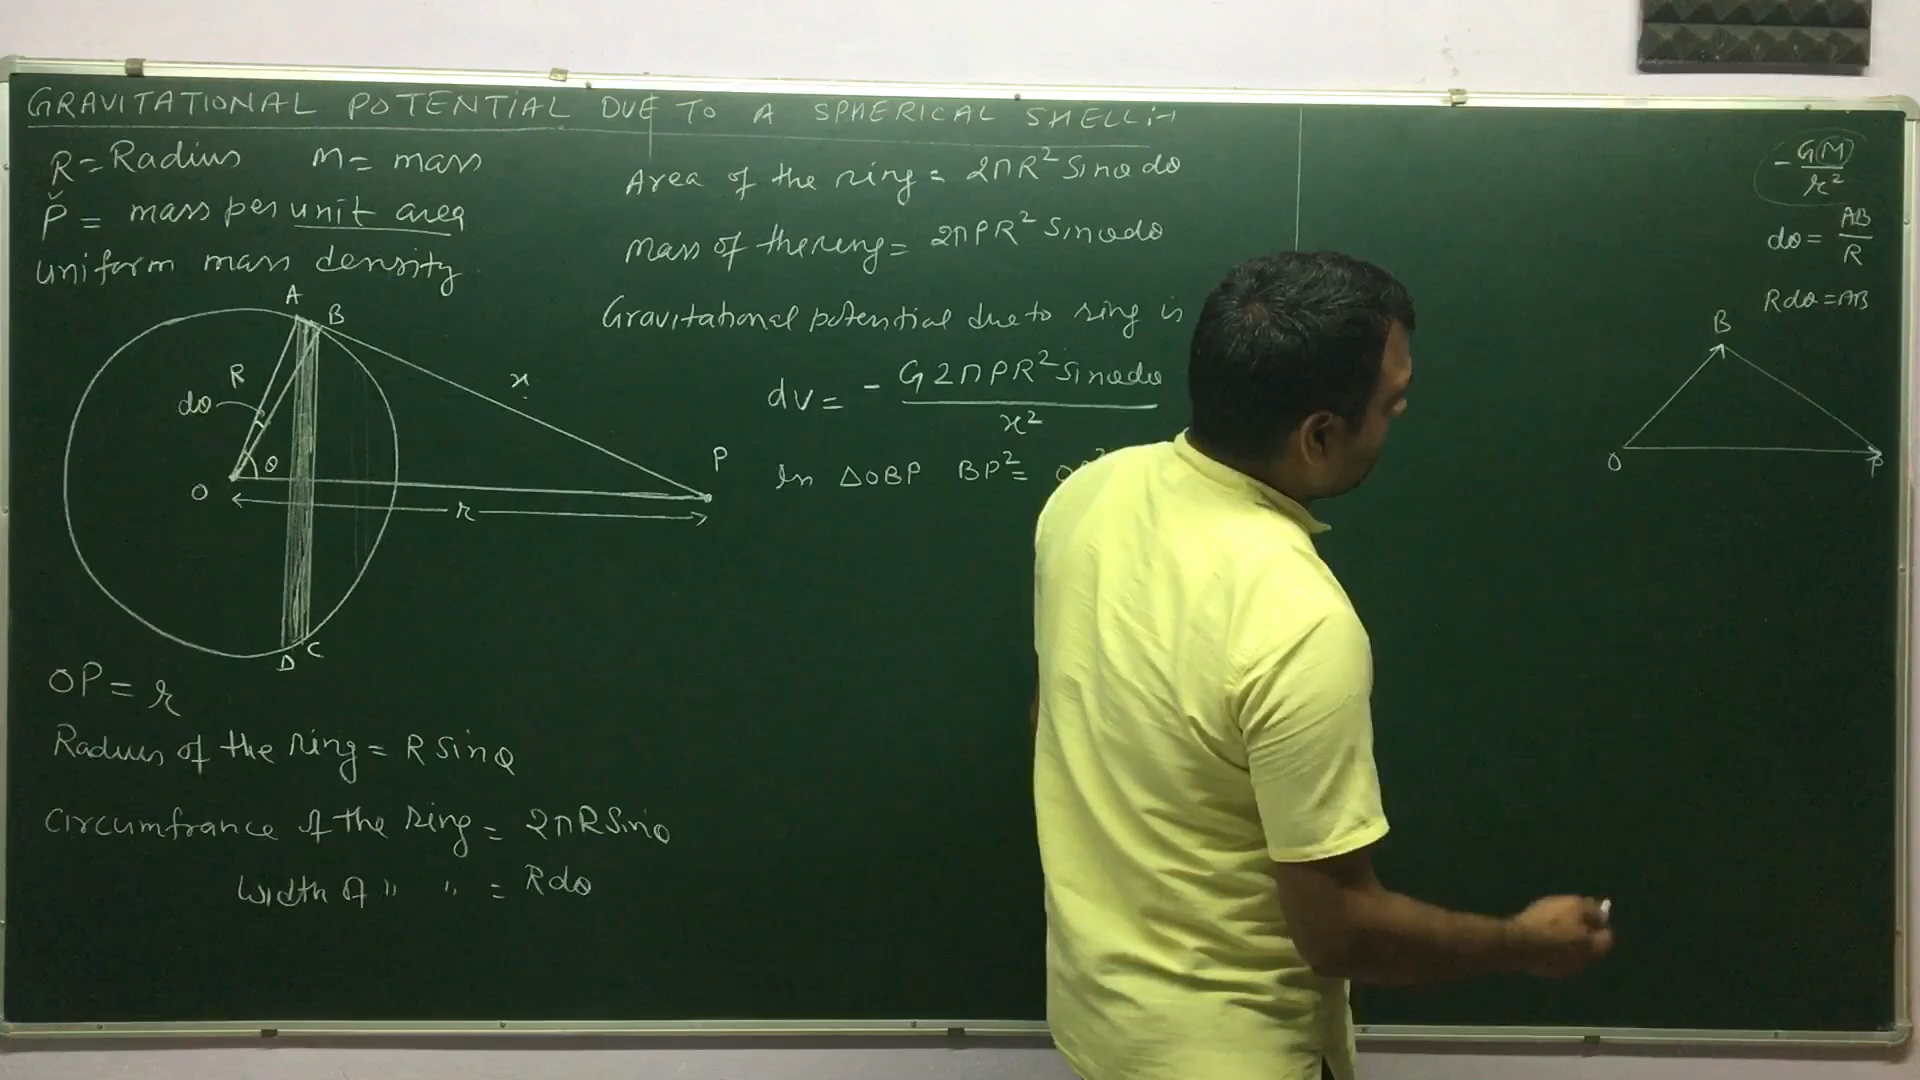 GRAVITATIONAL POTENTIAL DUE TO A SPHERICAL SHELL:-
R = Radius M = mass
ρ = mass per unit area
uniform mass density
A
B
R
dθ
θ
x
O
P
r
D C
OP = r
Radius of the ring = R sinθ
circumfrance of the ring = 2πR Sinθ
Width of " " = Rdθ
Area of the ring = 2πR² Sinθ dθ
Mass of the ring = 2πρR² Sinθdθ
Gravitational potential due to ring is
dv = - G2πρR² Sinθdθ / x²
In △OBP BP² =
- GM / r²
dθ = AB / R
Rdθ = AB
B
O
P